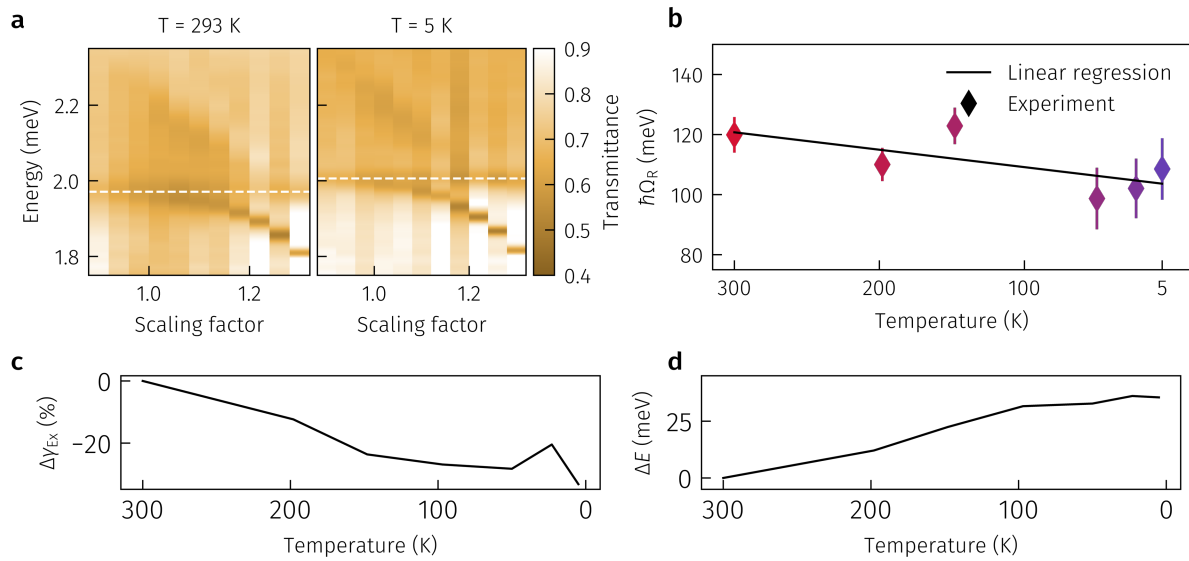 a
T = 293 K
T = 5 K
Energy (meV)
2.2
2.0
1.8
1.0
1.2
1.0
1.2
Scaling factor
Scaling factor
0.9
0.8
0.7
0.6
0.5
0.4
Transmittance
b
ħΩR (meV)
140
120
100
80
Linear regression
Experiment
300
200
100
5
Temperature (K)
c
ΔγEx (%)
0
−20
300
200
100
0
Temperature (K)
d
ΔE (meV)
25
0
300
200
100
0
Temperature (K)